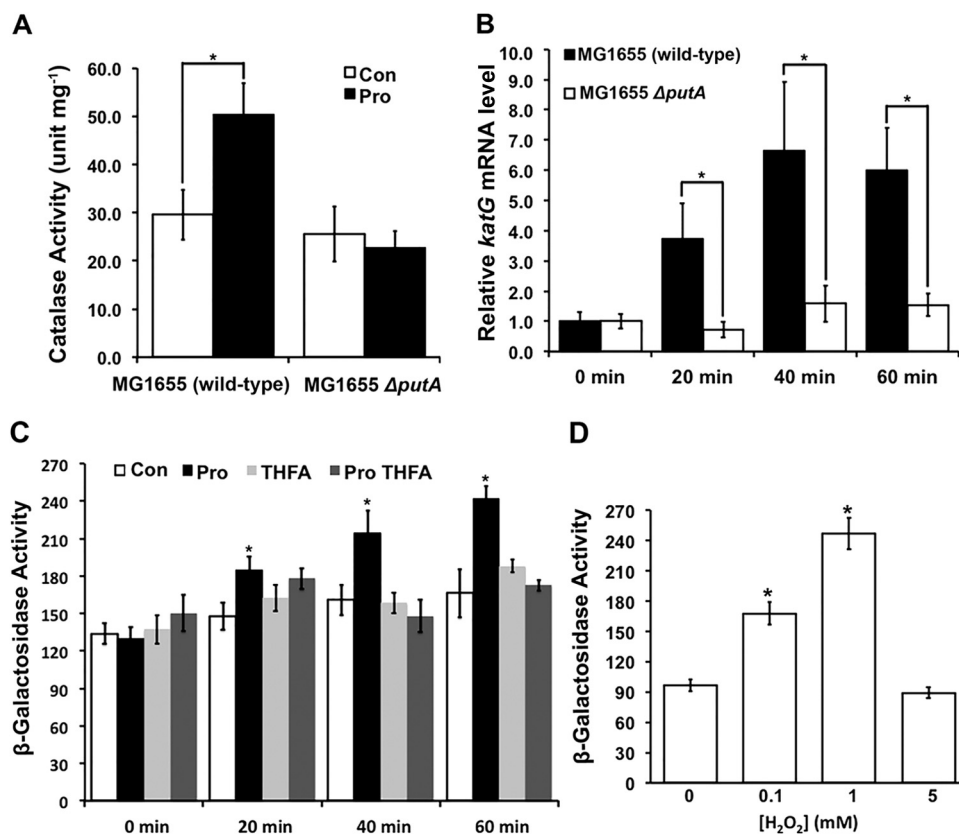 A
Catalase Activity (unit mg⁻¹)
60.0
50.0
40.0
30.0
20.0
10.0
0.0
*
Con
Pro
MG1655 (wild-type)
MG1655 ΔputA
B
Relative katG mRNA level
10.0
9.0
8.0
7.0
6.0
5.0
4.0
3.0
2.0
1.0
0.0
MG1655 (wild-type)
MG1655 ΔputA
*
*
*
0 min
20 min
40 min
60 min
C
β-Galactosidase Activity
270
240
210
180
150
120
90
60
30
0
Con
Pro
THFA
Pro THFA
*
*
*
0 min
20 min
40 min
60 min
D
β-Galactosidase Activity
270
240
210
180
150
120
90
60
30
0
*
*
0
0.1
1
5
[H₂O₂] (mM)